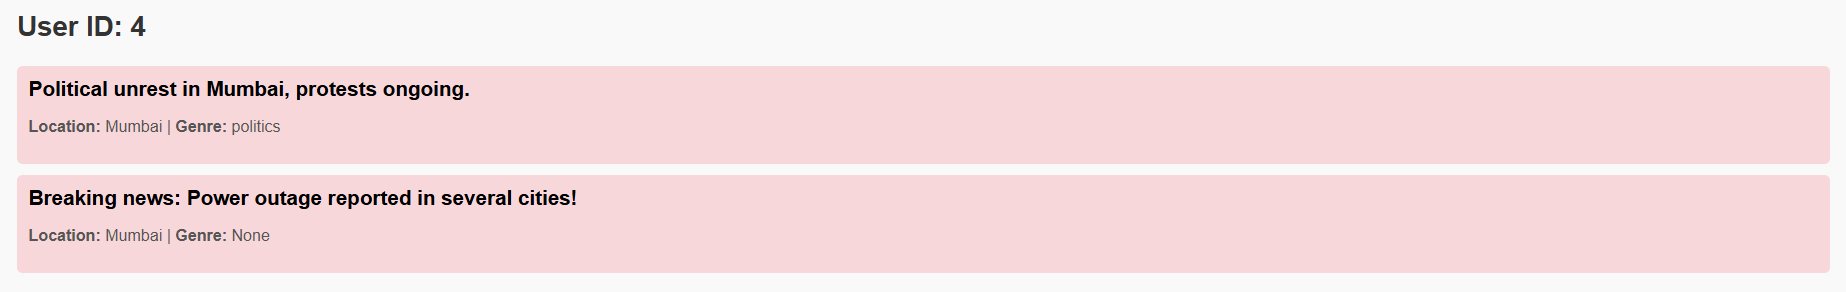 User ID: 4
Political unrest in Mumbai, protests ongoing.
Location: Mumbai | Genre: politics
Breaking news: Power outage reported in several cities!
Location: Mumbai | Genre: None